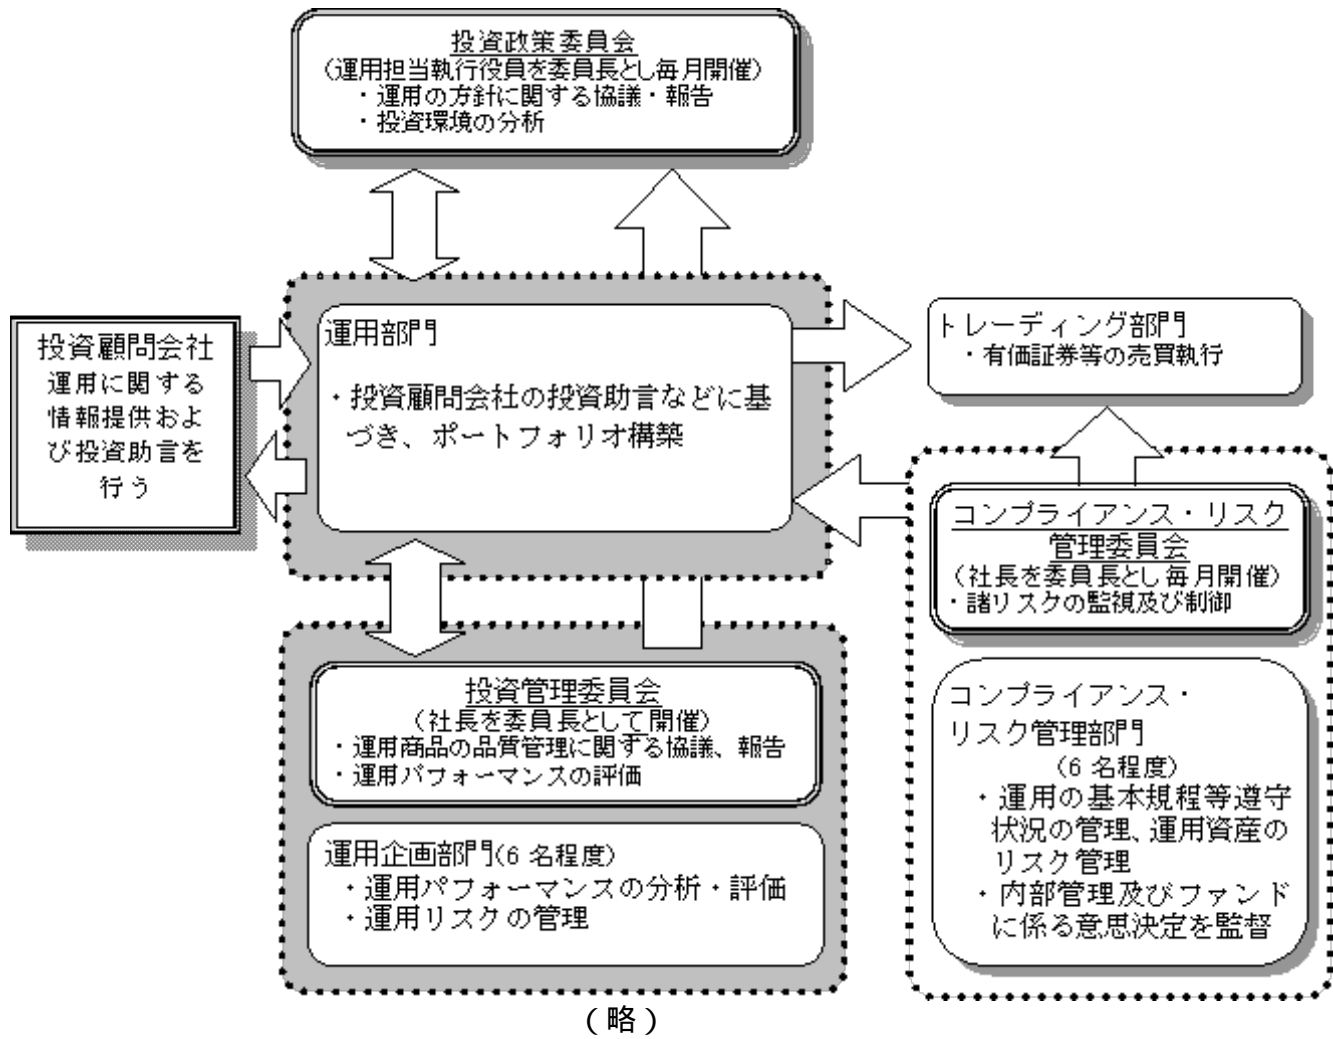 投資政策委員会
(運用担当執行役員を委員長とし毎月開催)
・運用の方針に関する協議・報告
・投資環境の分析
投資顧問会社
運用に関する
情報提供およ
び投資助言を
行う
運用部門
・投資顧問会社の投資助言などに基
づき、ポートフォリオ構築
トレーディング部門
・有価証券等の売買執行
コンプライアンス・リスク
管理委員会
(社長を委員長とし毎月開催)
・諸リスクの監視及び制御
コンプライアンス・
リスク管理部門
(6名程度)
・運用の基本規程等遵守
状況の管理、運用資産の
リスク管理
・内部管理及びファンド
に係る意思決定を監督
投資管理委員会
(社長を委員長として開催)
・運用商品の品質管理に関する協議、報告
・運用パフォーマンスの評価
運用企画部門(6名程度)
・運用パフォーマンスの分析・評価
・運用リスクの管理
(略)